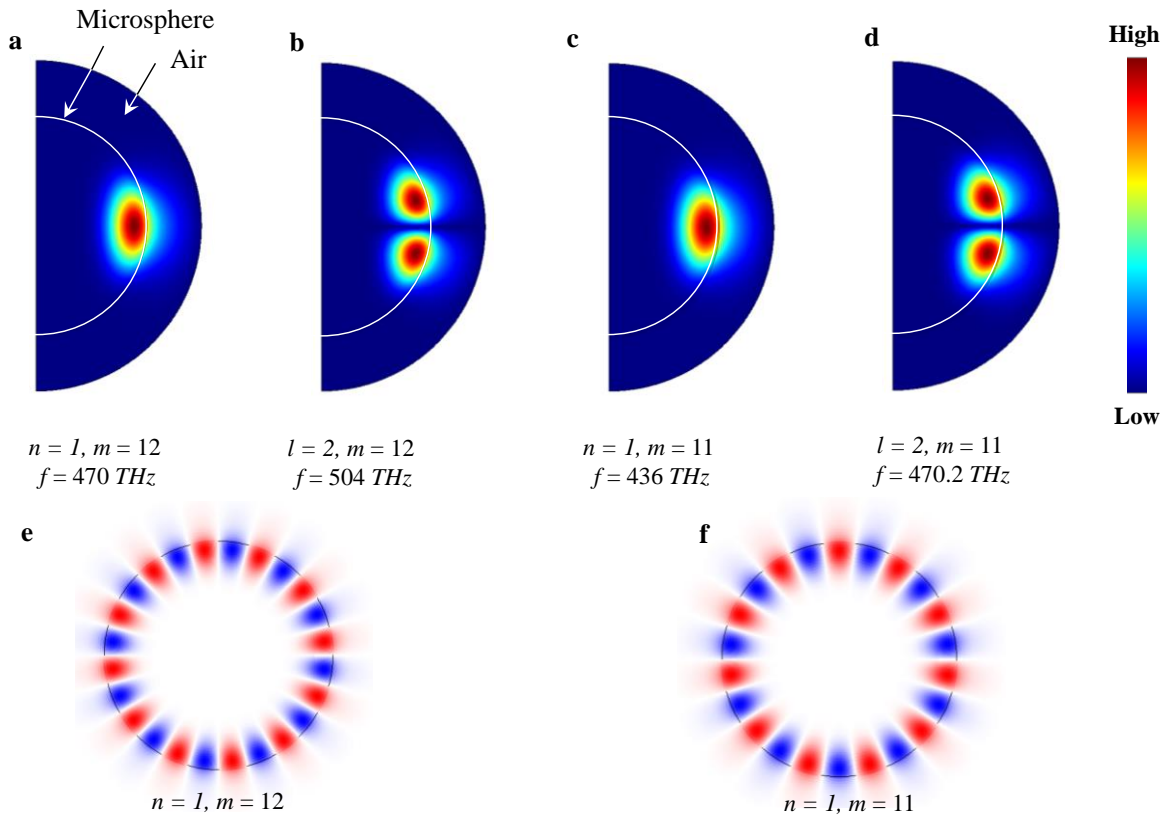 Microsphere
Air
a
b
c
d
High
Low
n = 1, m = 12
f = 470 THz
l = 2, m = 12
f = 504 THz
n = 1, m = 11
f = 436 THz
l = 2, m = 11
f = 470.2 THz
e
f
n = 1, m = 12
n = 1, m = 11